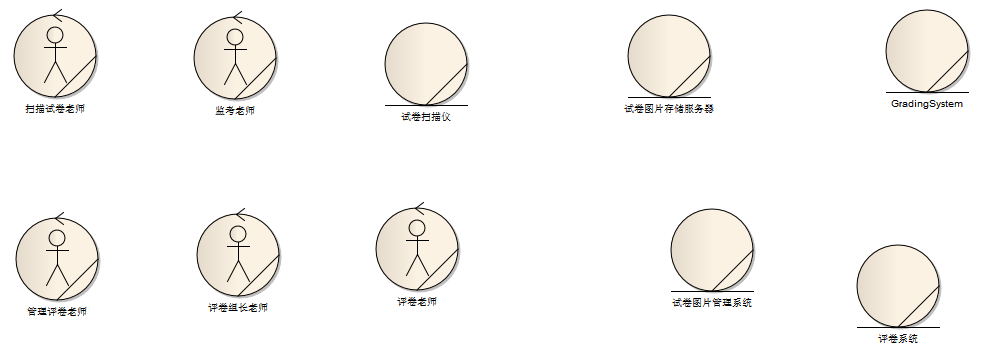 扫描试卷老师
监考老师
试卷扫描仪
试卷图片存储服务器
GradingSystem
管理评卷老师
评卷组长老师
评卷老师
试卷图片管理系统
评卷系统